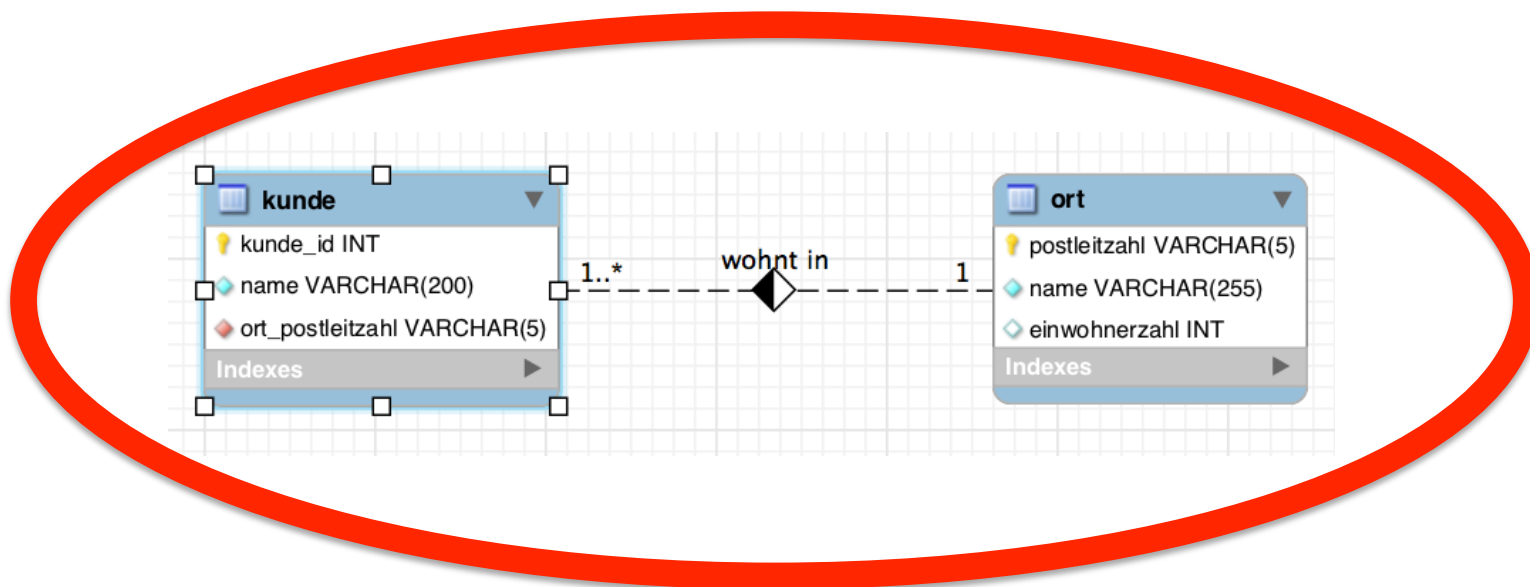 kunde
kunde_id INT
name VARCHAR(200)
ort_postleitzahl VARCHAR(5)
Indexes
1..*
wohnt in
1
ort
postleitzahl VARCHAR(5)
name VARCHAR(255)
einwohnerzahl INT
Indexes